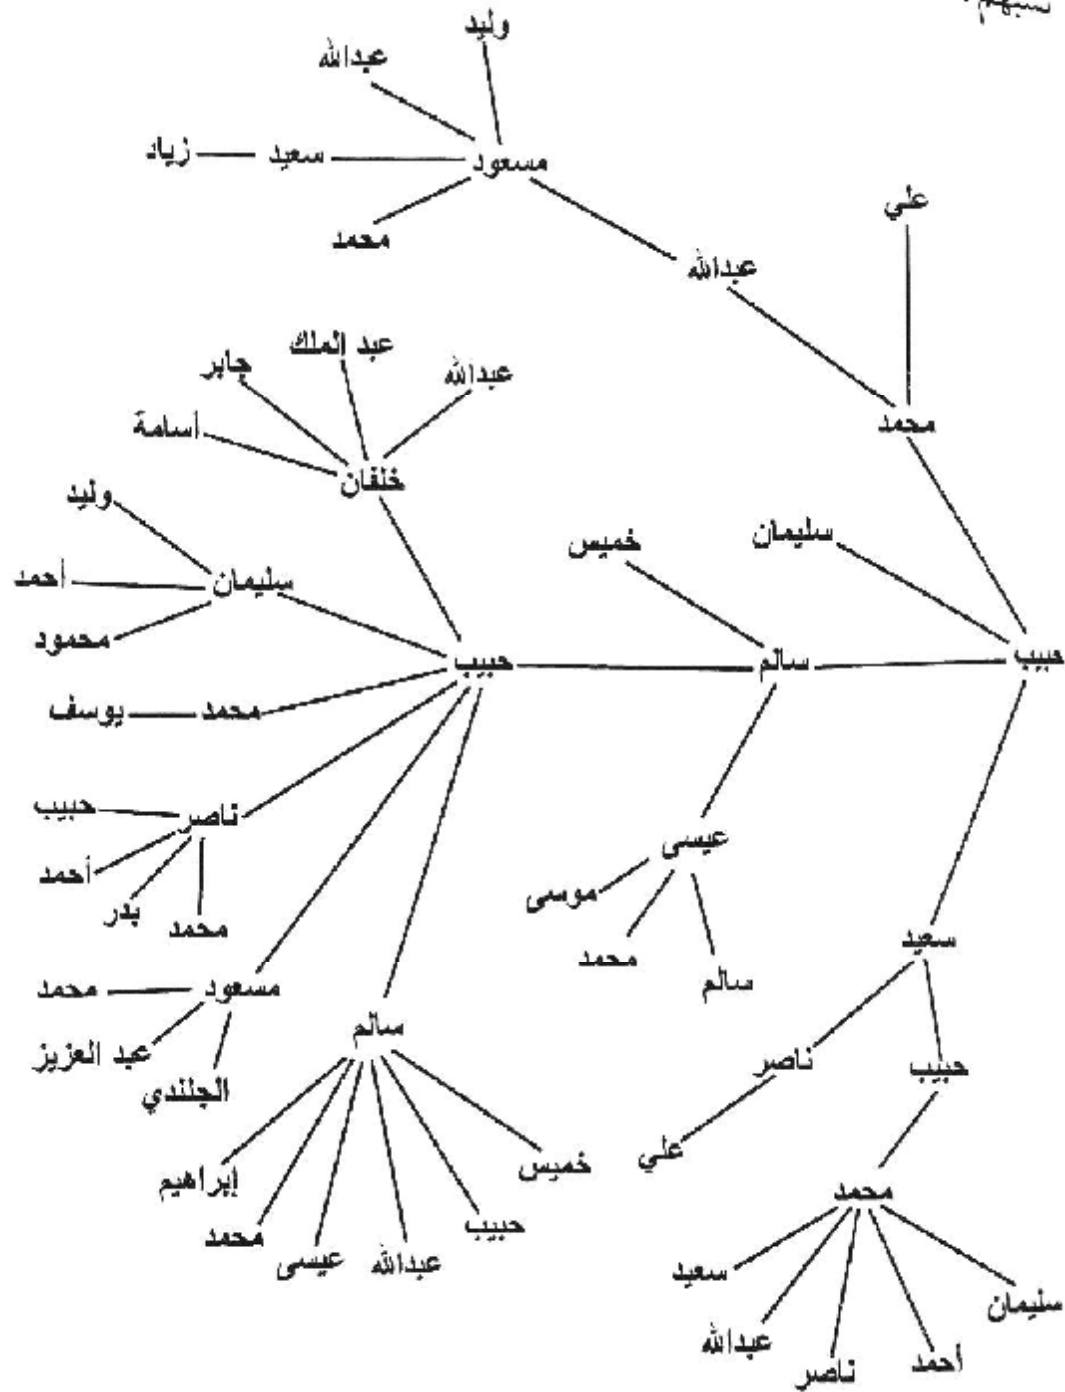 وليد
عبدالله
زياد
سعيد
مسعود
علي
محمد
عبدالله
عبد الملك
جابر
عبدالله
أسامة
محمد
خلفان
وليد
سليمان
خميس
أحمد
سليمان
محمود
حبيب
سالم
حبيب
يوسف
محمد
حبيب
ناصر
عيسى
أحمد
موسى
بدر
محمد
محمد
سالم
سعيد
محمد
مسعود
عبد العزيز
سالم
ناصر
حبيب
الجلندي
علي
خميس
إبراهيم
محمد
حبيب
محمد
عيسى
عبدالله
سعيد
سليمان
عبدالله
أحمد
ناصر